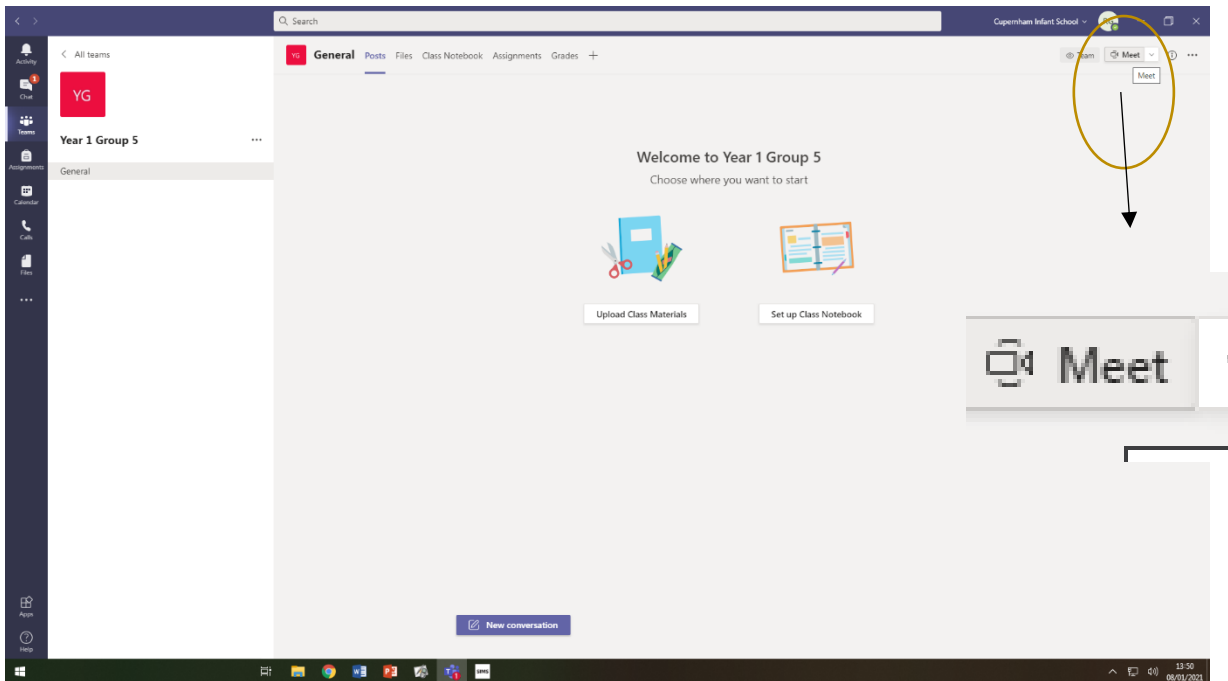 Search
Cupernham Infant School
Activity
All teams
YG
General Posts Files Class Notebook Assignments Grades
Team
Meet
Meet
1
Chat
YG
Teams
Year 1 Group 5
Assignments
General
Welcome to Year 1 Group 5
Choose where you want to start
Calendar
Calls
Files
Upload Class Materials
Set up Class Notebook
Meet
New conversation
Apps
Help
SIMS
13:50
08/01/2021